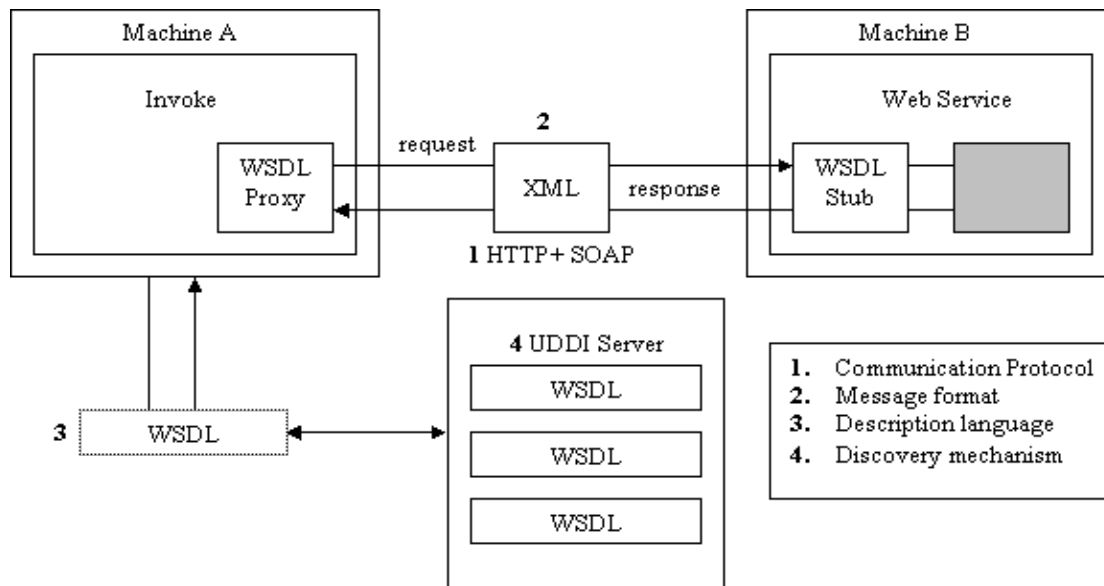 Machine A
Invoke
WSDL
Proxy
request
2
XML
1 HTTP+ SOAP
response
Machine B
Web Service
WSDL
Stub
3
WSDL
4 UDDI Server
WSDL
WSDL
WSDL
1. Communication Protocol
2. Message format
3. Description language
4. Discovery mechanism